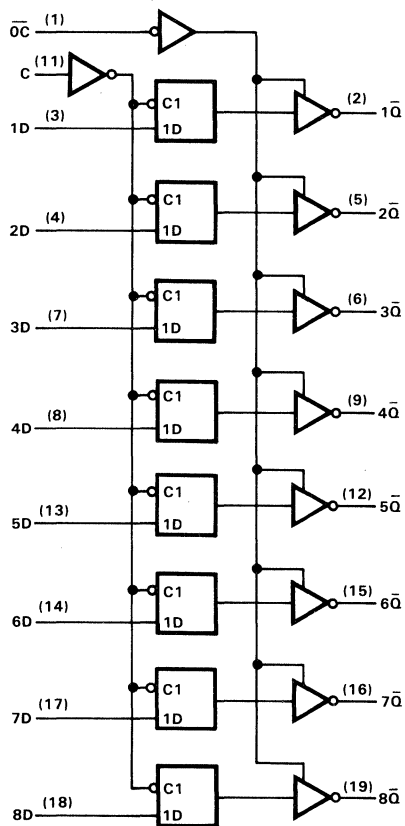 O̅C̅ (1)
C (11)
C1 (2) 1Q̅
1D (3) 1D
C1 (5) 2Q̅
2D (4) 1D
C1 (6) 3Q̅
3D (7) 1D
C1 (9) 4Q̅
4D (8) 1D
C1 (12) 5Q̅
5D (13) 1D
C1 (15) 6Q̅
6D (14) 1D
C1 (16) 7Q̅
7D (17) 1D
C1 (19) 8Q̅
8D (18) 1D